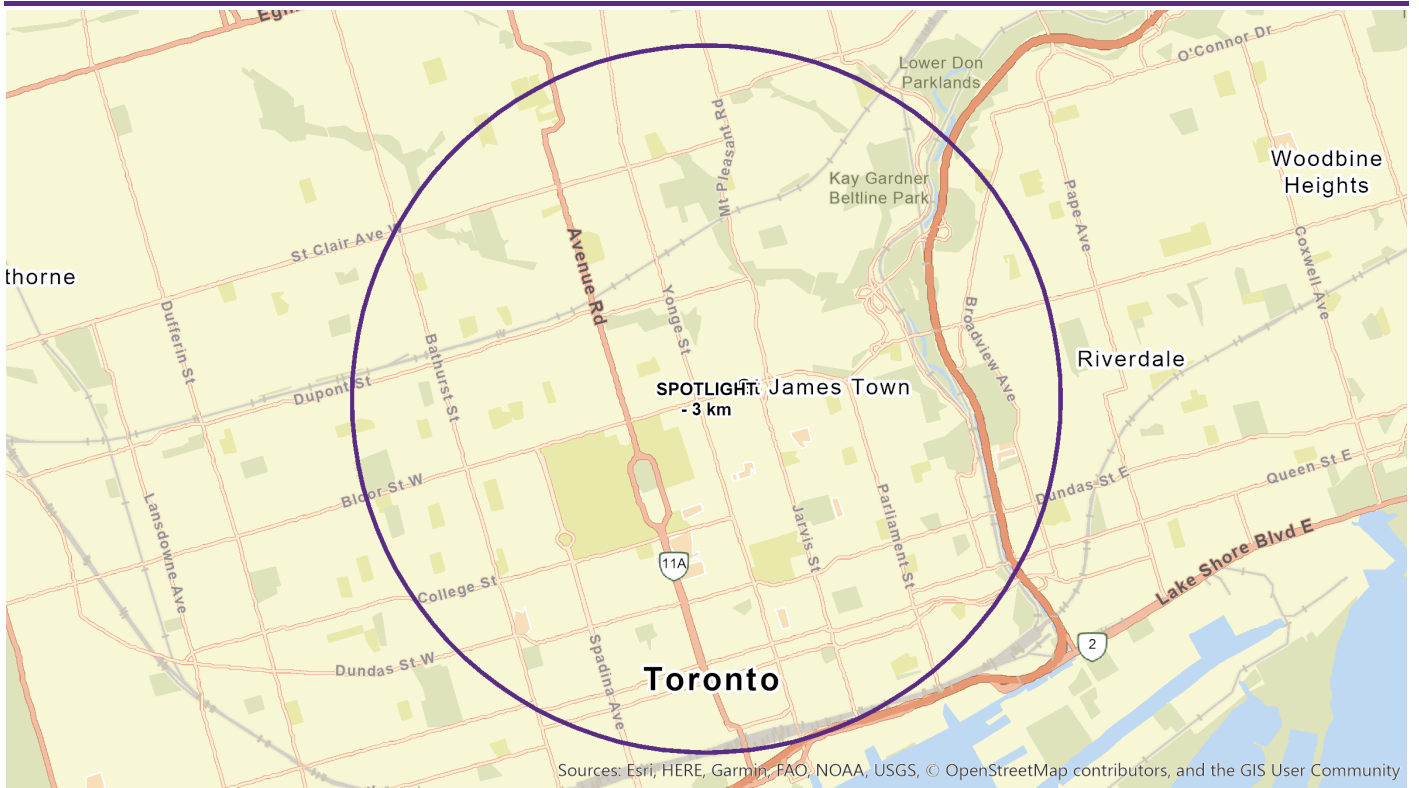 Egl
O'Connor Dr
Lower Don
Parklands
Mt Pleasant Rd
Woodbine
Heights
Kay Gardner
Beltline Park
Pape Ave
St Clair Ave W
Avenue Rd
Coxwell Ave
thorne
Yonge St
Broadview Ave
Dufferin St
Bathurst St
Riverdale
Dupont St
SPOTLIGHT
- 3 km
St. James Town
Bloor St W
Queen St E
Dundas St E
Lansdowne Ave
Parliament St
Jarvis St
Lake Shore Blvd E
11A
College St
2
Spadina Ave
Dundas St W
Toronto
Sources: Esri, HERE, Garmin, FAO, NOAA, USGS, © OpenStreetMap contributors, and the GIS User Community